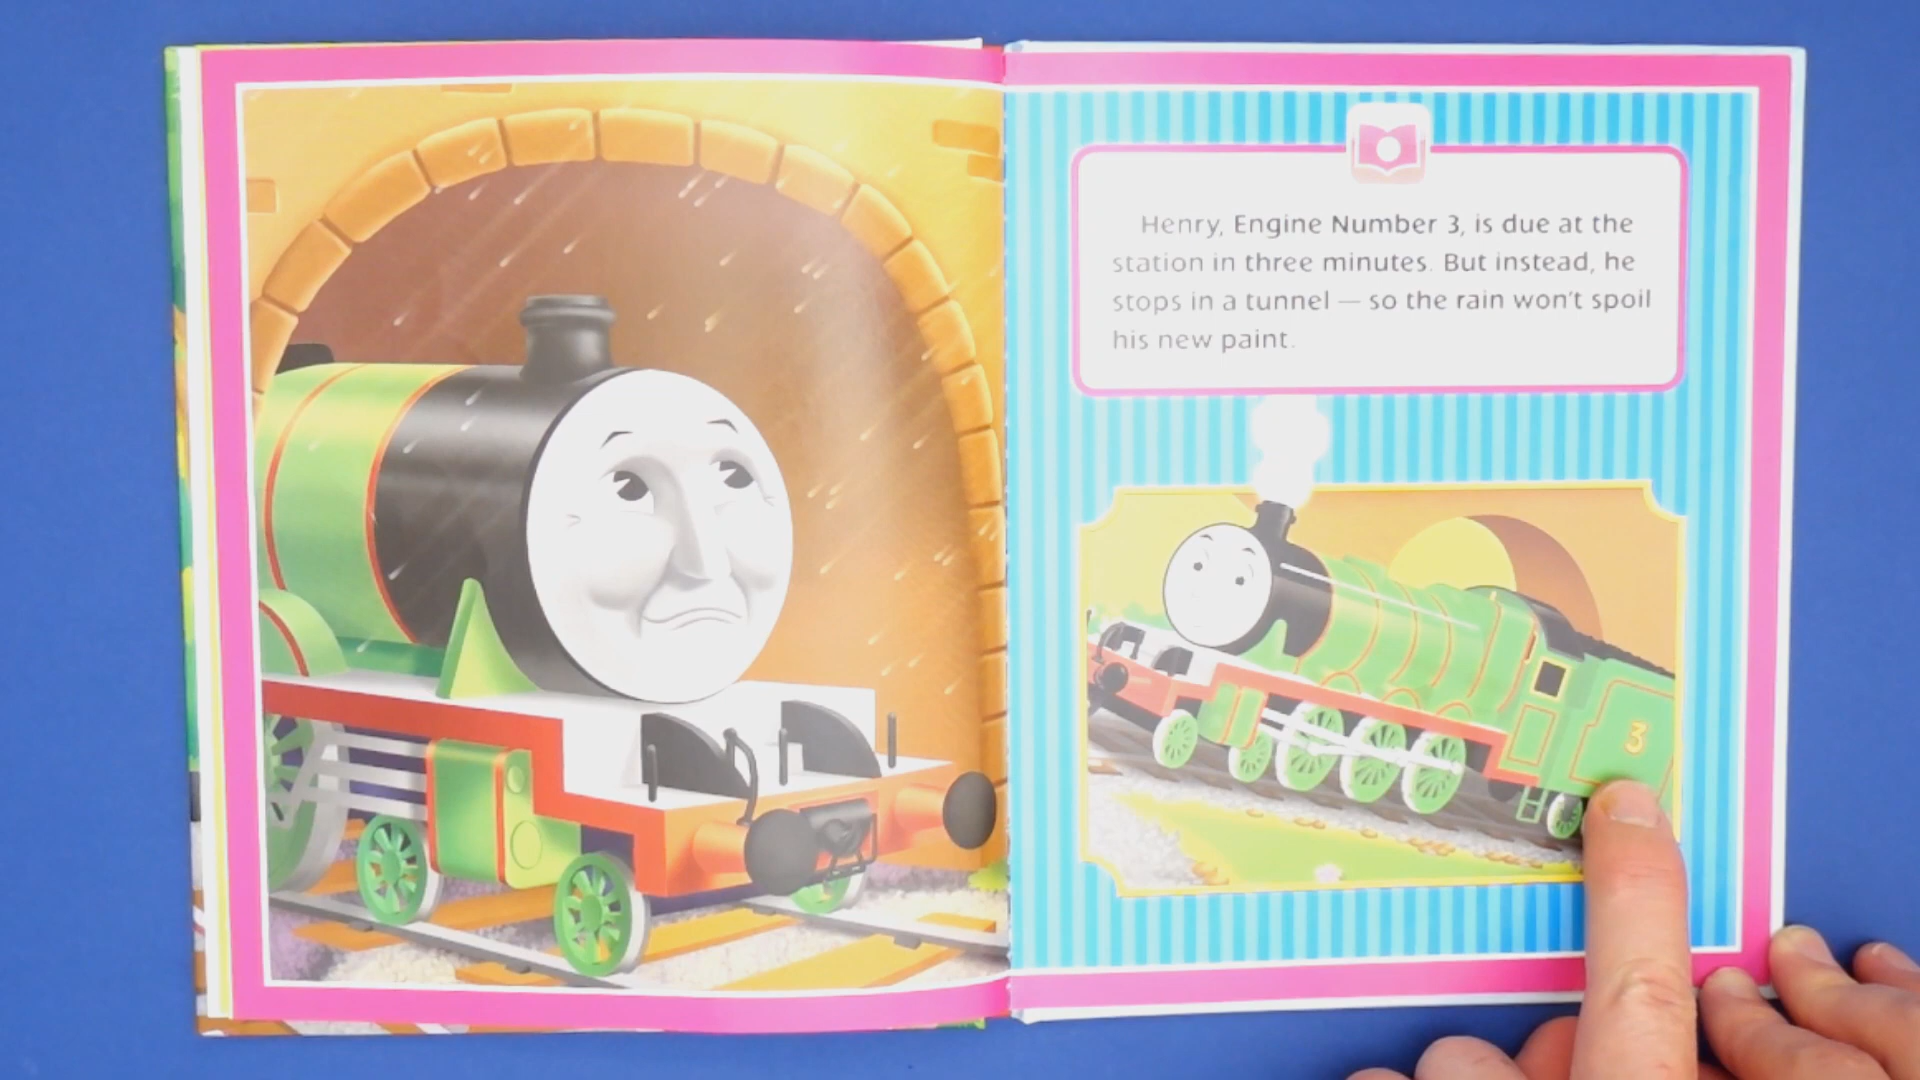 Henry, Engine Number 3, is due at the
station in three minutes. But instead, he
stops in a tunnel — so the rain won't spoil
his new paint.
3